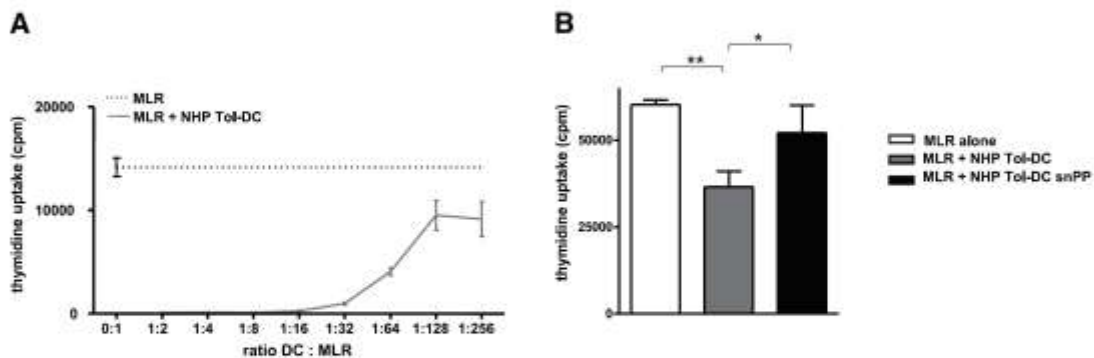 A
MLR
MLR + NHP Tol-DC
thymidine uptake (cpm)
20000
10000
0
0:1 1:2 1:4 1:8 1:16 1:32 1:64 1:128 1:256
ratio DC : MLR
B
*
**
thymidine uptake (cpm)
50000
25000
0
MLR alone
MLR + NHP Tol-DC
MLR + NHP Tol-DC snPP